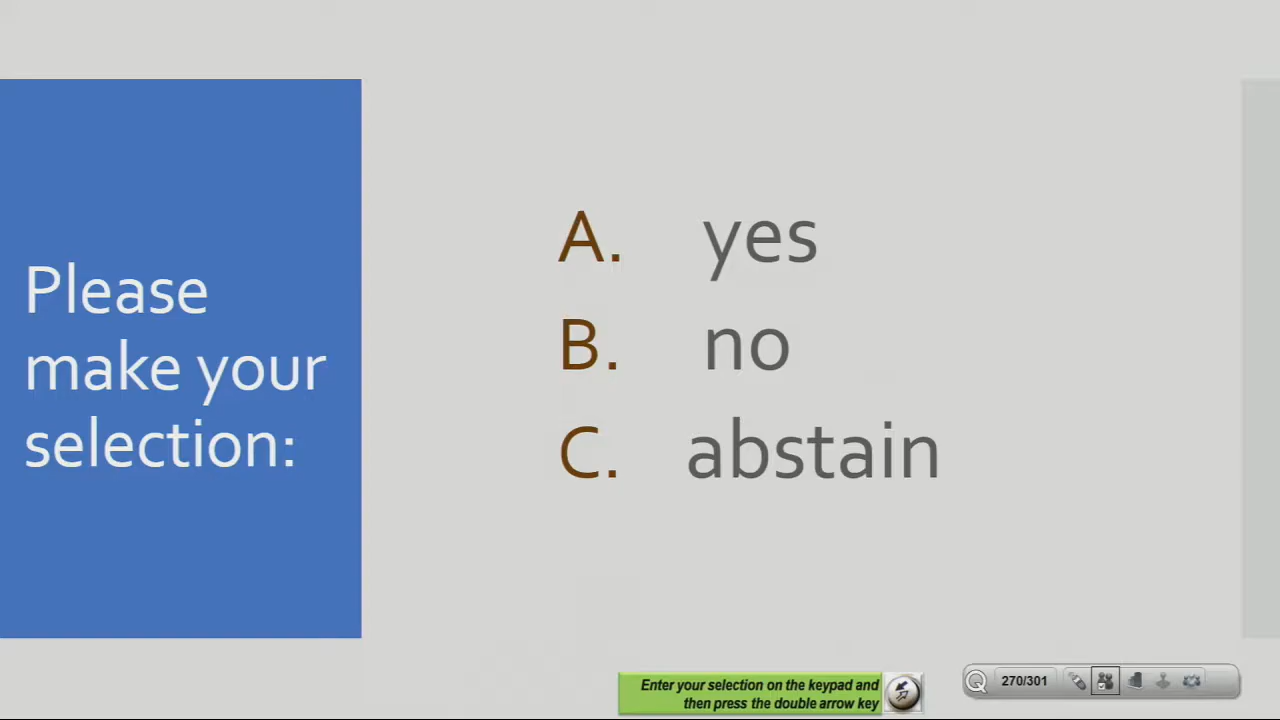 Please
make your
selection:
A. yes
B. no
C. abstain
Enter your selection on the keypad and
then press the double arrow key
270/301